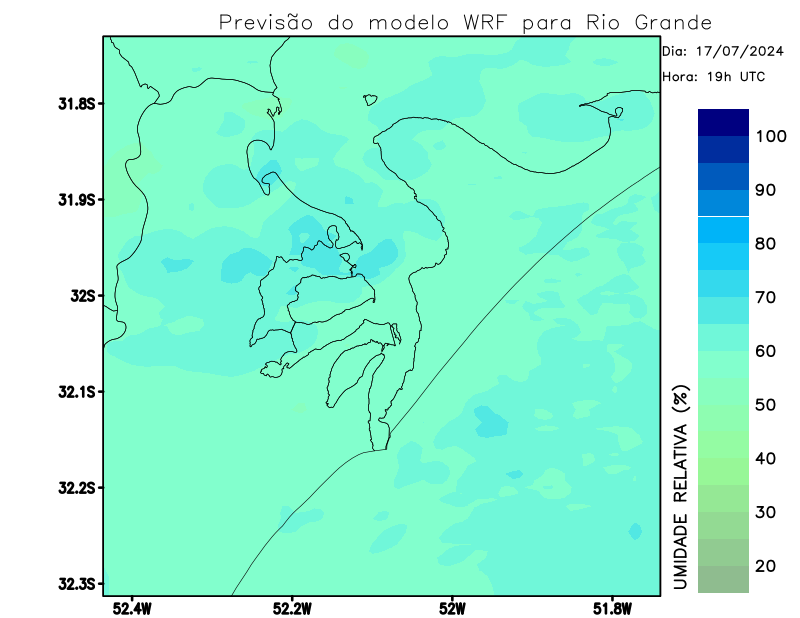 Previsão do modelo WRF para Rio Grande
Dia: 17/07/2024
Hora: 19h UTC
31.8S
31.9S
32S
32.1S
32.2S
32.3S
52.4W
52.2W
52W
51.8W
100
90
80
70
60
50
40
30
20
UMIDADE RELATIVA (%)